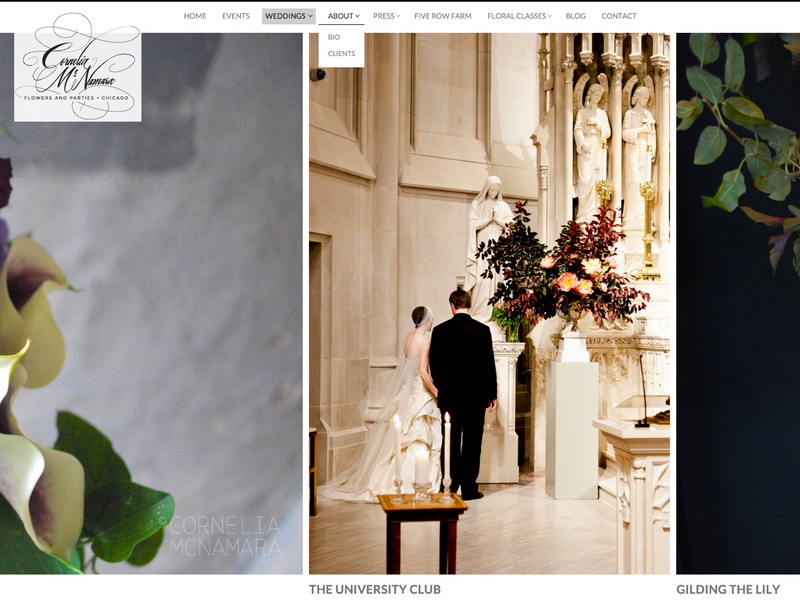 HOME EVENTS WEDDINGS ABOUT PRESS FIVE ROW FARM FLORAL CLASSES BLOG CONTACT
BIO
CLIENTS
Cornelia
McNamara
FLOWERS AND PARTIES • CHICAGO
©CORNELIA
MCNAMARA
THE UNIVERSITY CLUB
GILDING THE LILY